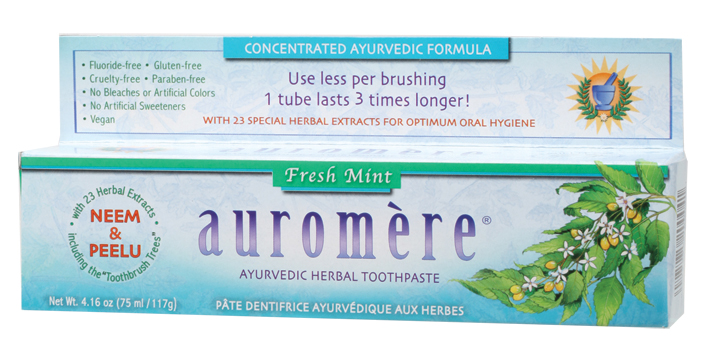 CONCENTRATED AYURVEDIC FORMULA
• Fluoride-free • Gluten-free
• Cruelty-free • Paraben-free
• No Bleaches or Artificial Colors
• No Artificial Sweeteners
• Vegan
Use less per brushing
1 tube lasts 3 times longer!
WITH 23 SPECIAL HERBAL EXTRACTS FOR OPTIMUM ORAL HYGIENE
Fresh Mint
• with 23 Herbal Extracts •
NEEM
&
PEELU
including the "Toothbrush Trees"
auromère®
AYURVEDIC HERBAL TOOTHPASTE
Net Wt. 4.16 oz (75 ml / 117g)
PÂTE DENTIFRICE AYURVÉDIQUE AUX HERBES